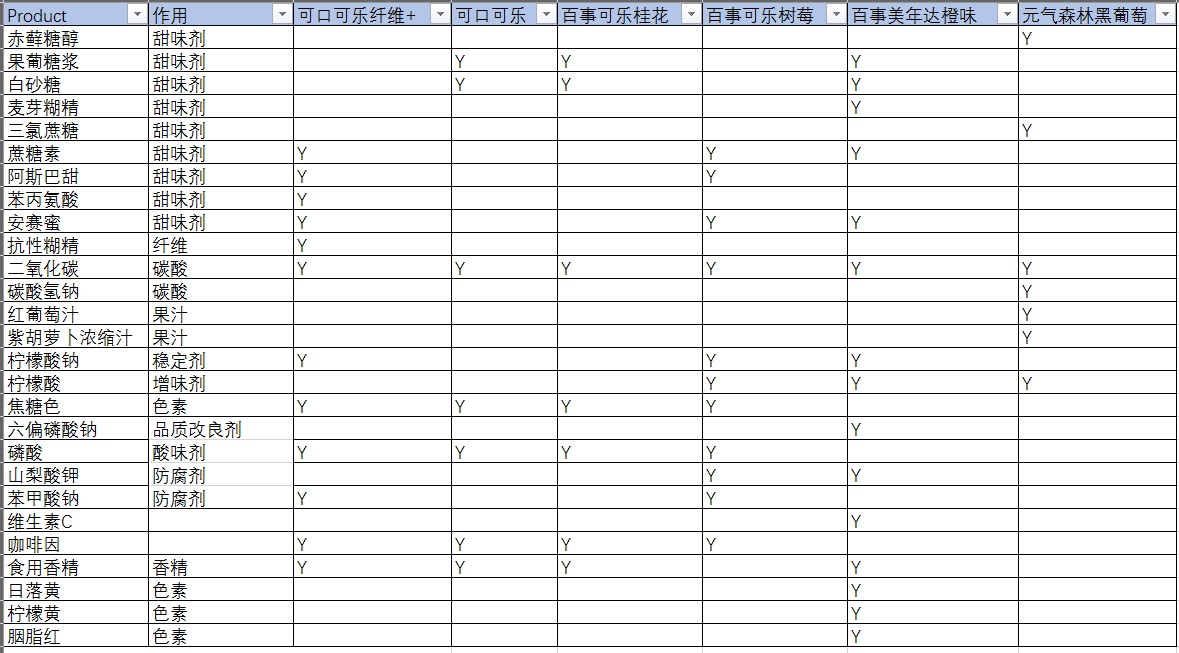 Product 作用 可口可乐纤维+ 可口可乐 百事可乐桂花 百事可乐树莓 百事美年达橙味 元气森林黑葡萄
赤藓糖醇 甜味剂 Y
果葡糖浆 甜味剂 Y Y Y
白砂糖 甜味剂 Y Y Y
麦芽糊精 甜味剂 Y
三氯蔗糖 甜味剂 Y
蔗糖素 甜味剂 Y Y Y
阿斯巴甜 甜味剂 Y Y
苯丙氨酸 甜味剂 Y
安赛蜜 甜味剂 Y Y Y
抗性糊精 纤维 Y
二氧化碳 碳酸 Y Y Y Y Y Y
碳酸氢钠 碳酸 Y
红葡萄汁 果汁 Y
紫胡萝卜浓缩汁 果汁 Y
柠檬酸钠 稳定剂 Y Y Y
柠檬酸 增味剂 Y Y Y
焦糖色 色素 Y Y Y Y
六偏磷酸钠 品质改良剂 Y
磷酸 酸味剂 Y Y Y Y
山梨酸钾 防腐剂 Y Y
苯甲酸钠 防腐剂 Y Y
维生素C Y
咖啡因 Y Y Y Y
食用香精 香精 Y Y Y Y
日落黄 色素 Y
柠檬黄 色素 Y
胭脂红 色素 Y